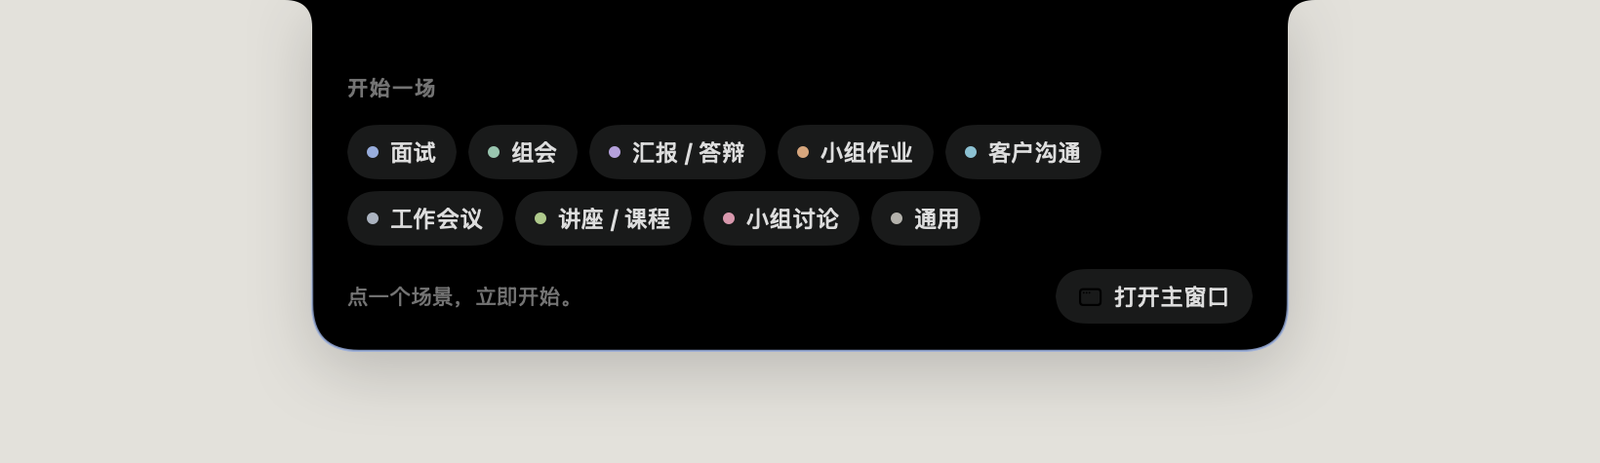 开始一场
面试 组会 汇报 / 答辩 小组作业 客户沟通
工作会议 讲座 / 课程 小组讨论 通用
点一个场景，立即开始。 打开主窗口